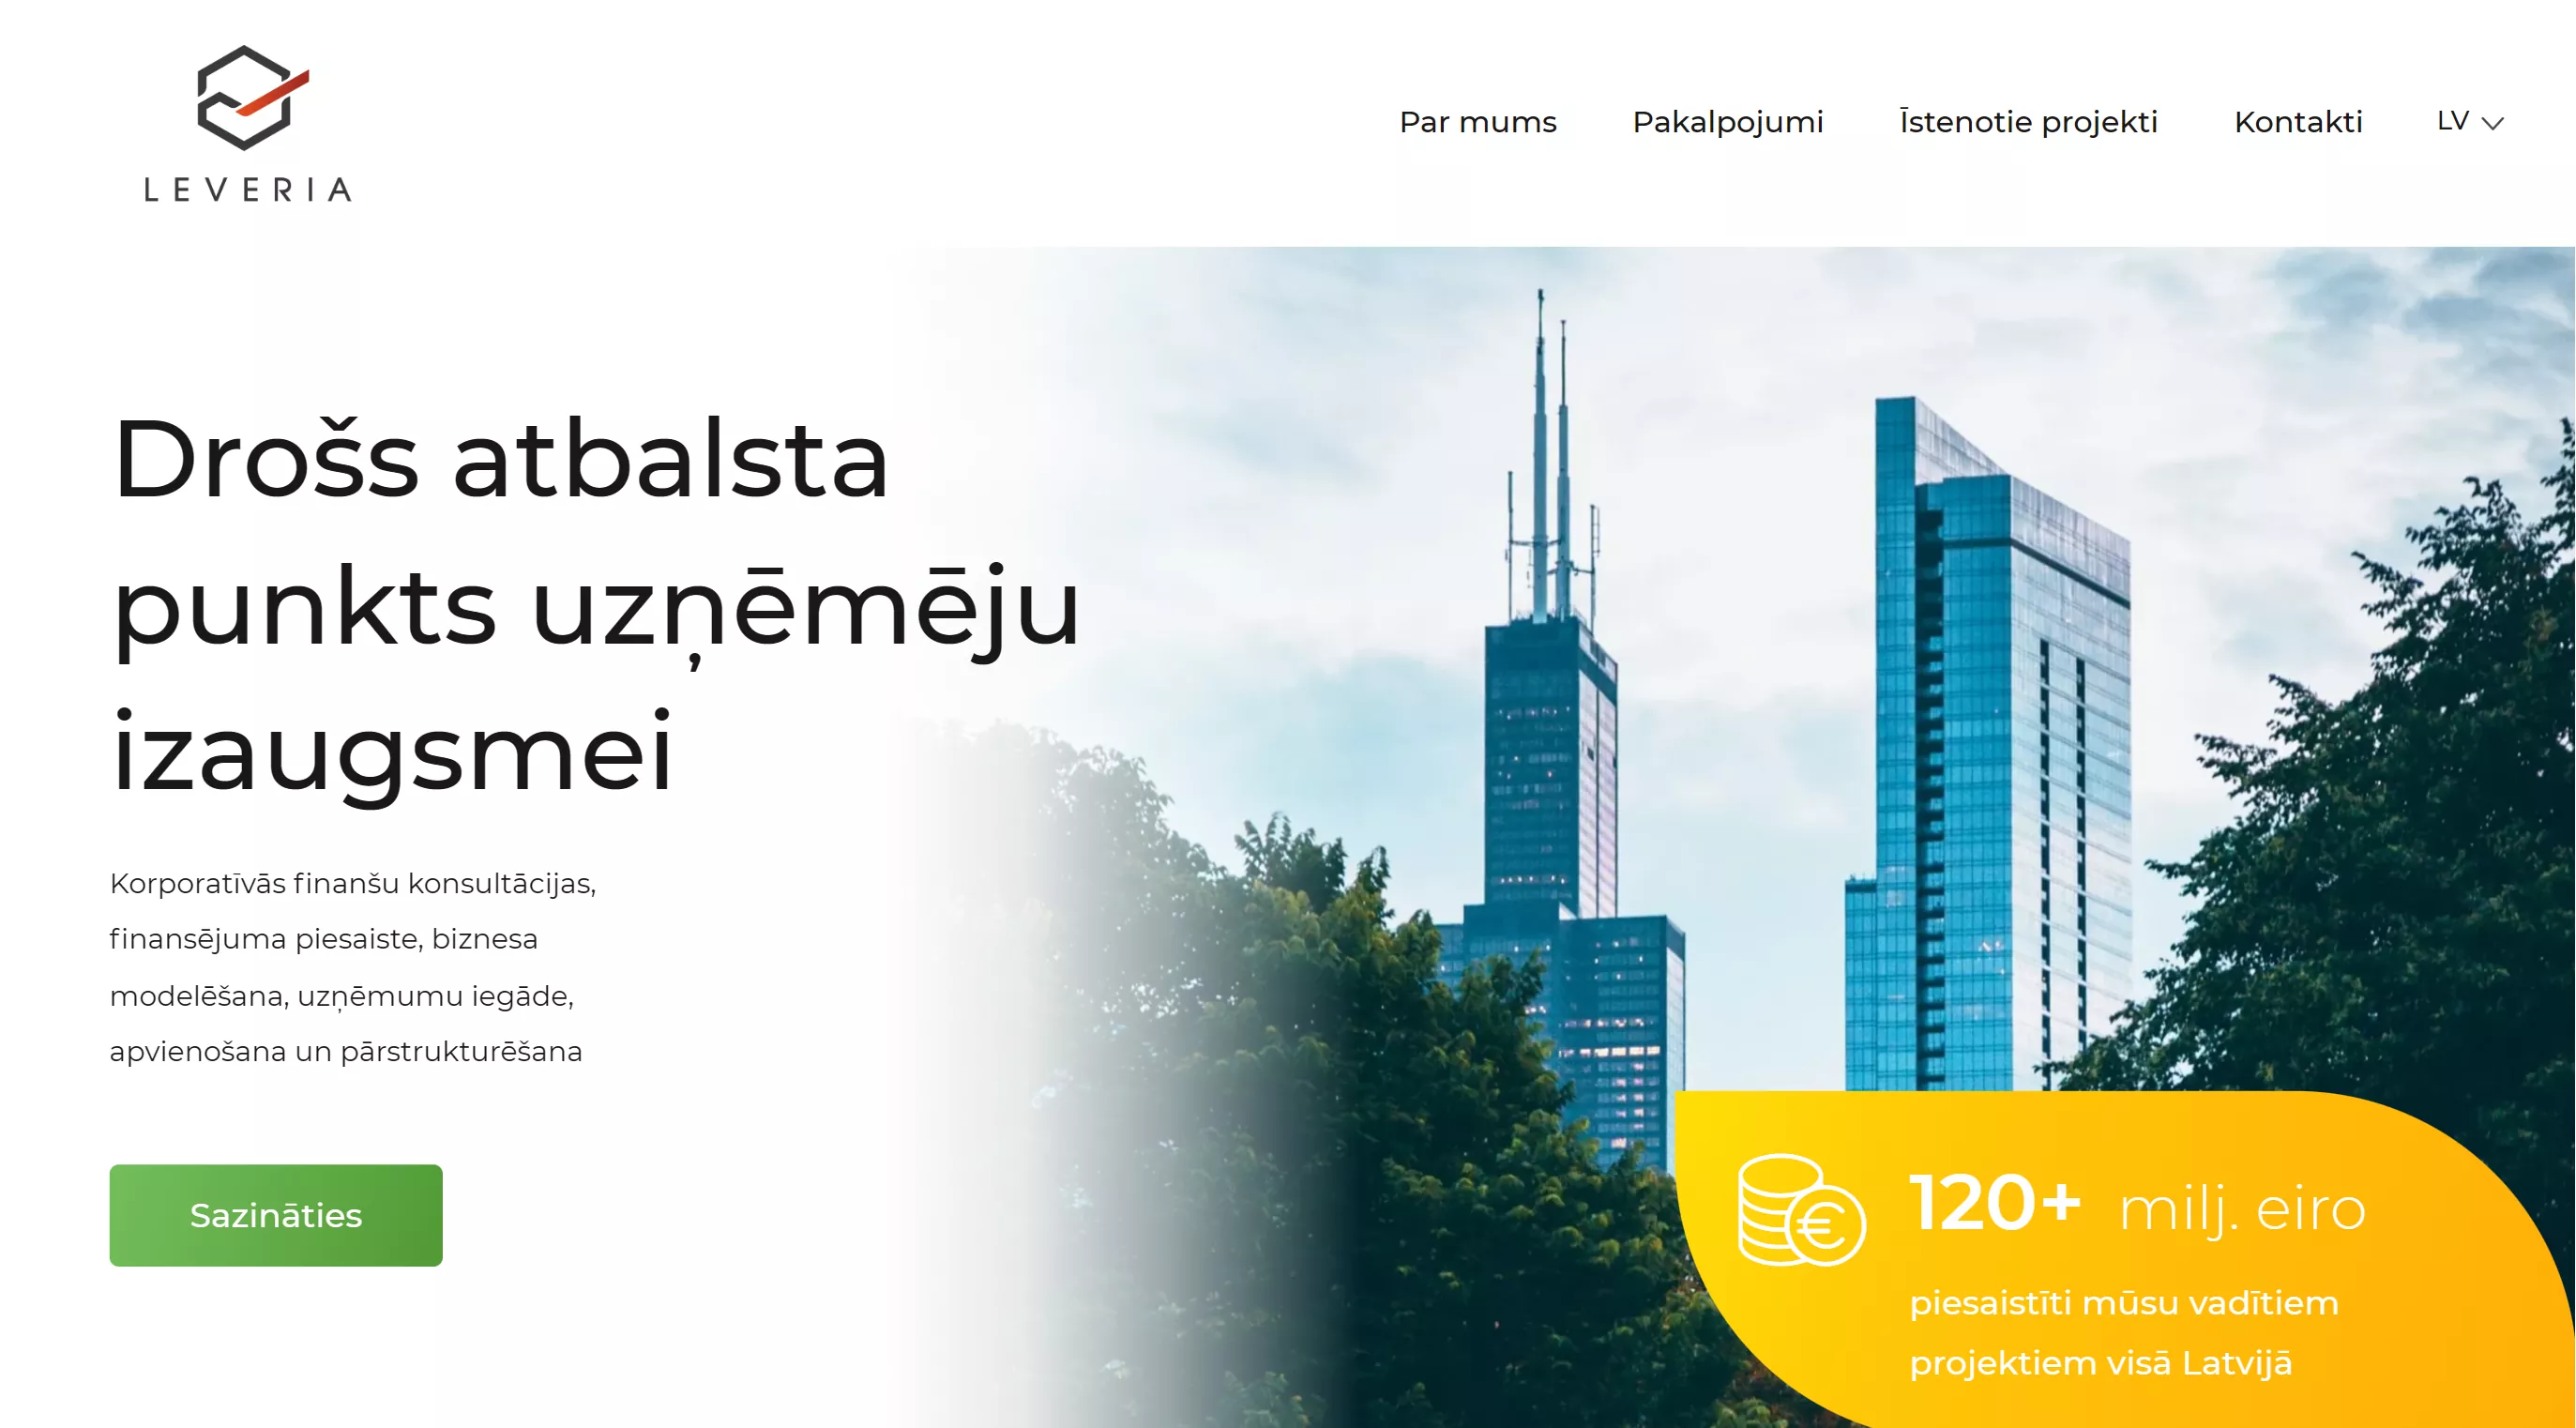 LEVERIA
Par mums
Pakalpojumi
Īstenotie projekti
Kontakti
LV
Drošs atbalsta
punkts uzņēmēju
izaugsmei
Korporatīvās finanšu konsultācijas,
finansējuma piesaiste, biznesa
modelēšana, uzņēmumu iegāde,
apvienošana un pārstrukturēšana
Sazināties
120+ milj. eiro
piesaistīti mūsu vadītiem
projektiem visā Latvijā